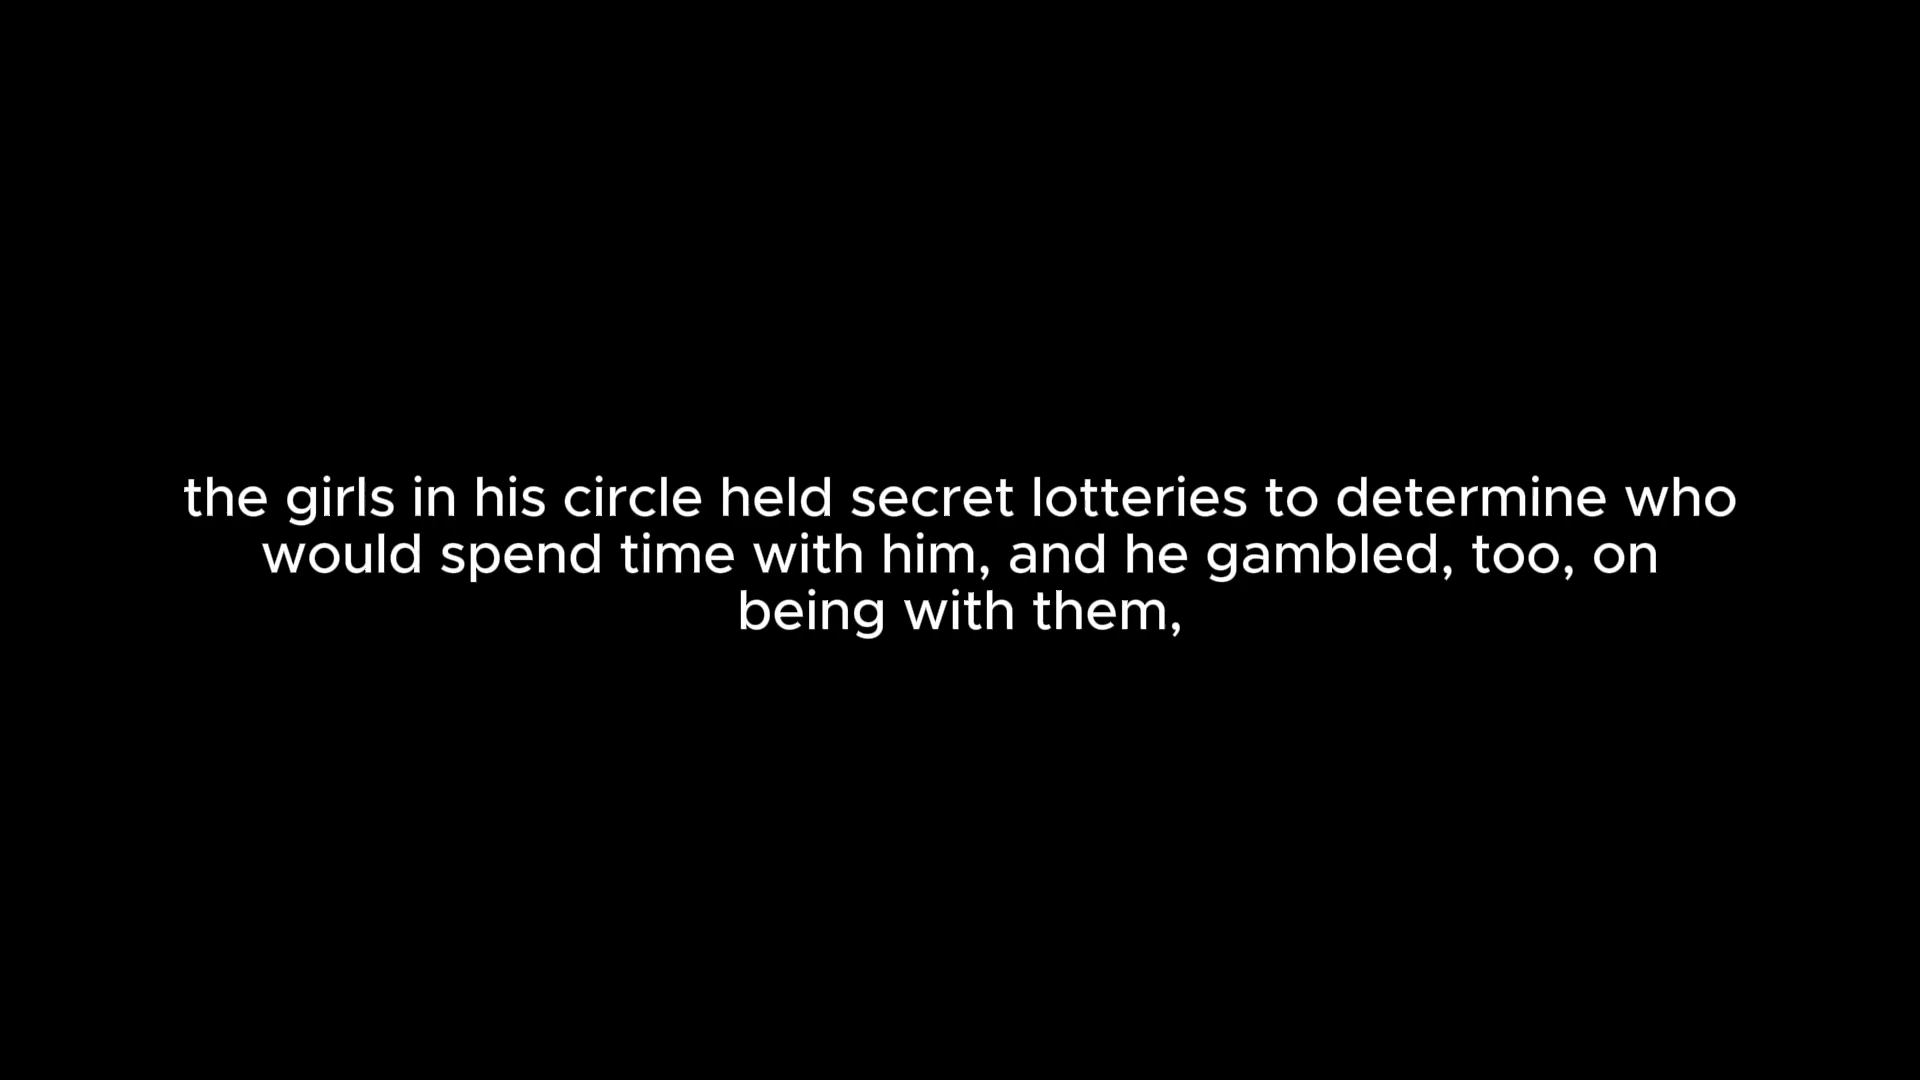 the girls in his circle held secret lotteries to determine who
would spend time with him, and he gambled, too, on
being with them,